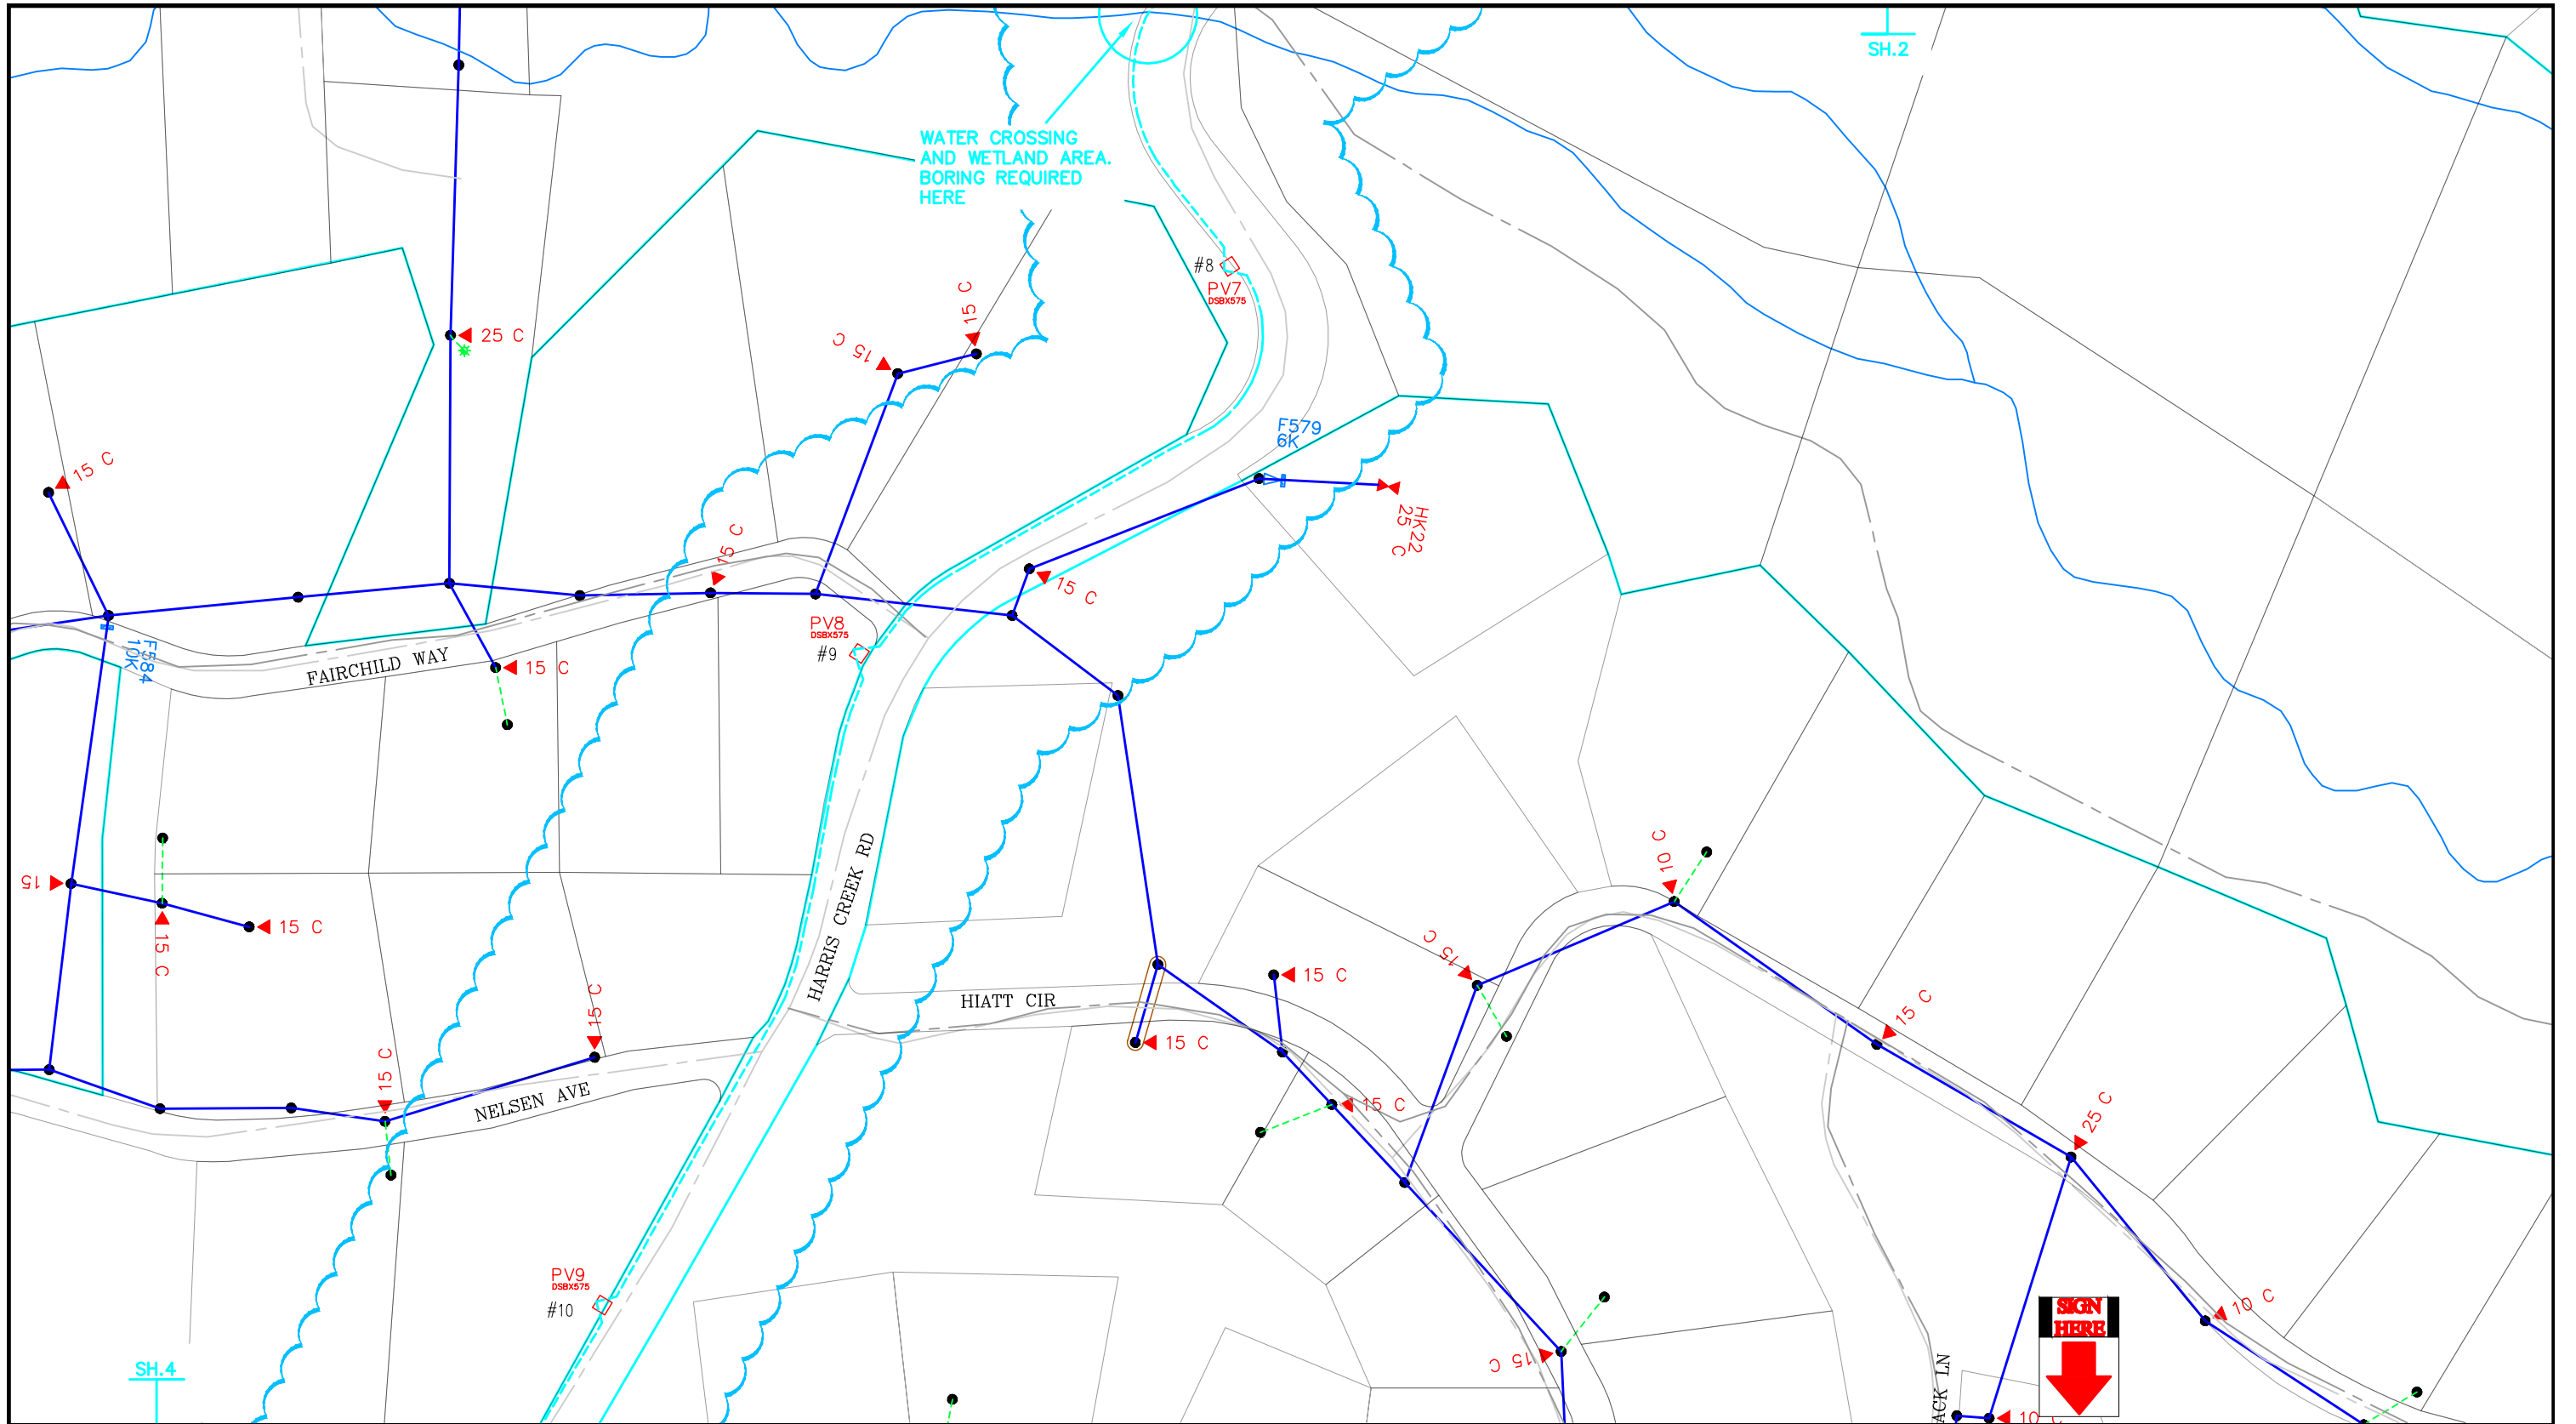 SH.2
WATER CROSSING
AND WETLAND AREA.
BORING REQUIRED
HERE
#8
PV7
DSBX575
15 C
15 C
25 C
F579
6K
15 C
HK22
25 C
15 C
15 C
PV8
DSBX575
#9
F584
10K
FAIRCHILD WAY
15 C
10 C
HARRIS CREEK RD
15
15 C
15 C
15 C
15 C
HIATT CIR
15 C
15 C
15 C
15 C
15 C
NELSEN AVE
25 C
PV9
DSBX575
#10
10 C
SIGN
HERE
15 C
SH.4
ACK LN
10 C